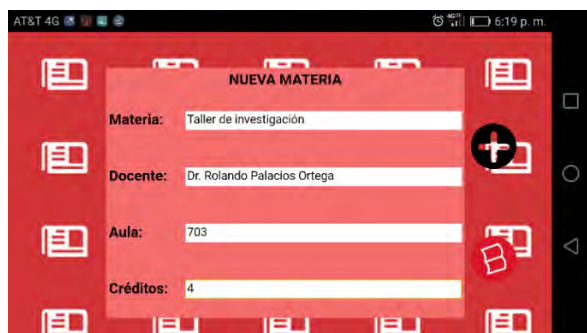 AT&T 4G 6:19 p. m.
NUEVA MATERIA
Materia: Taller de investigación
Docente: Dr. Rolando Palacios Ortega
Aula: 703
Créditos: 4